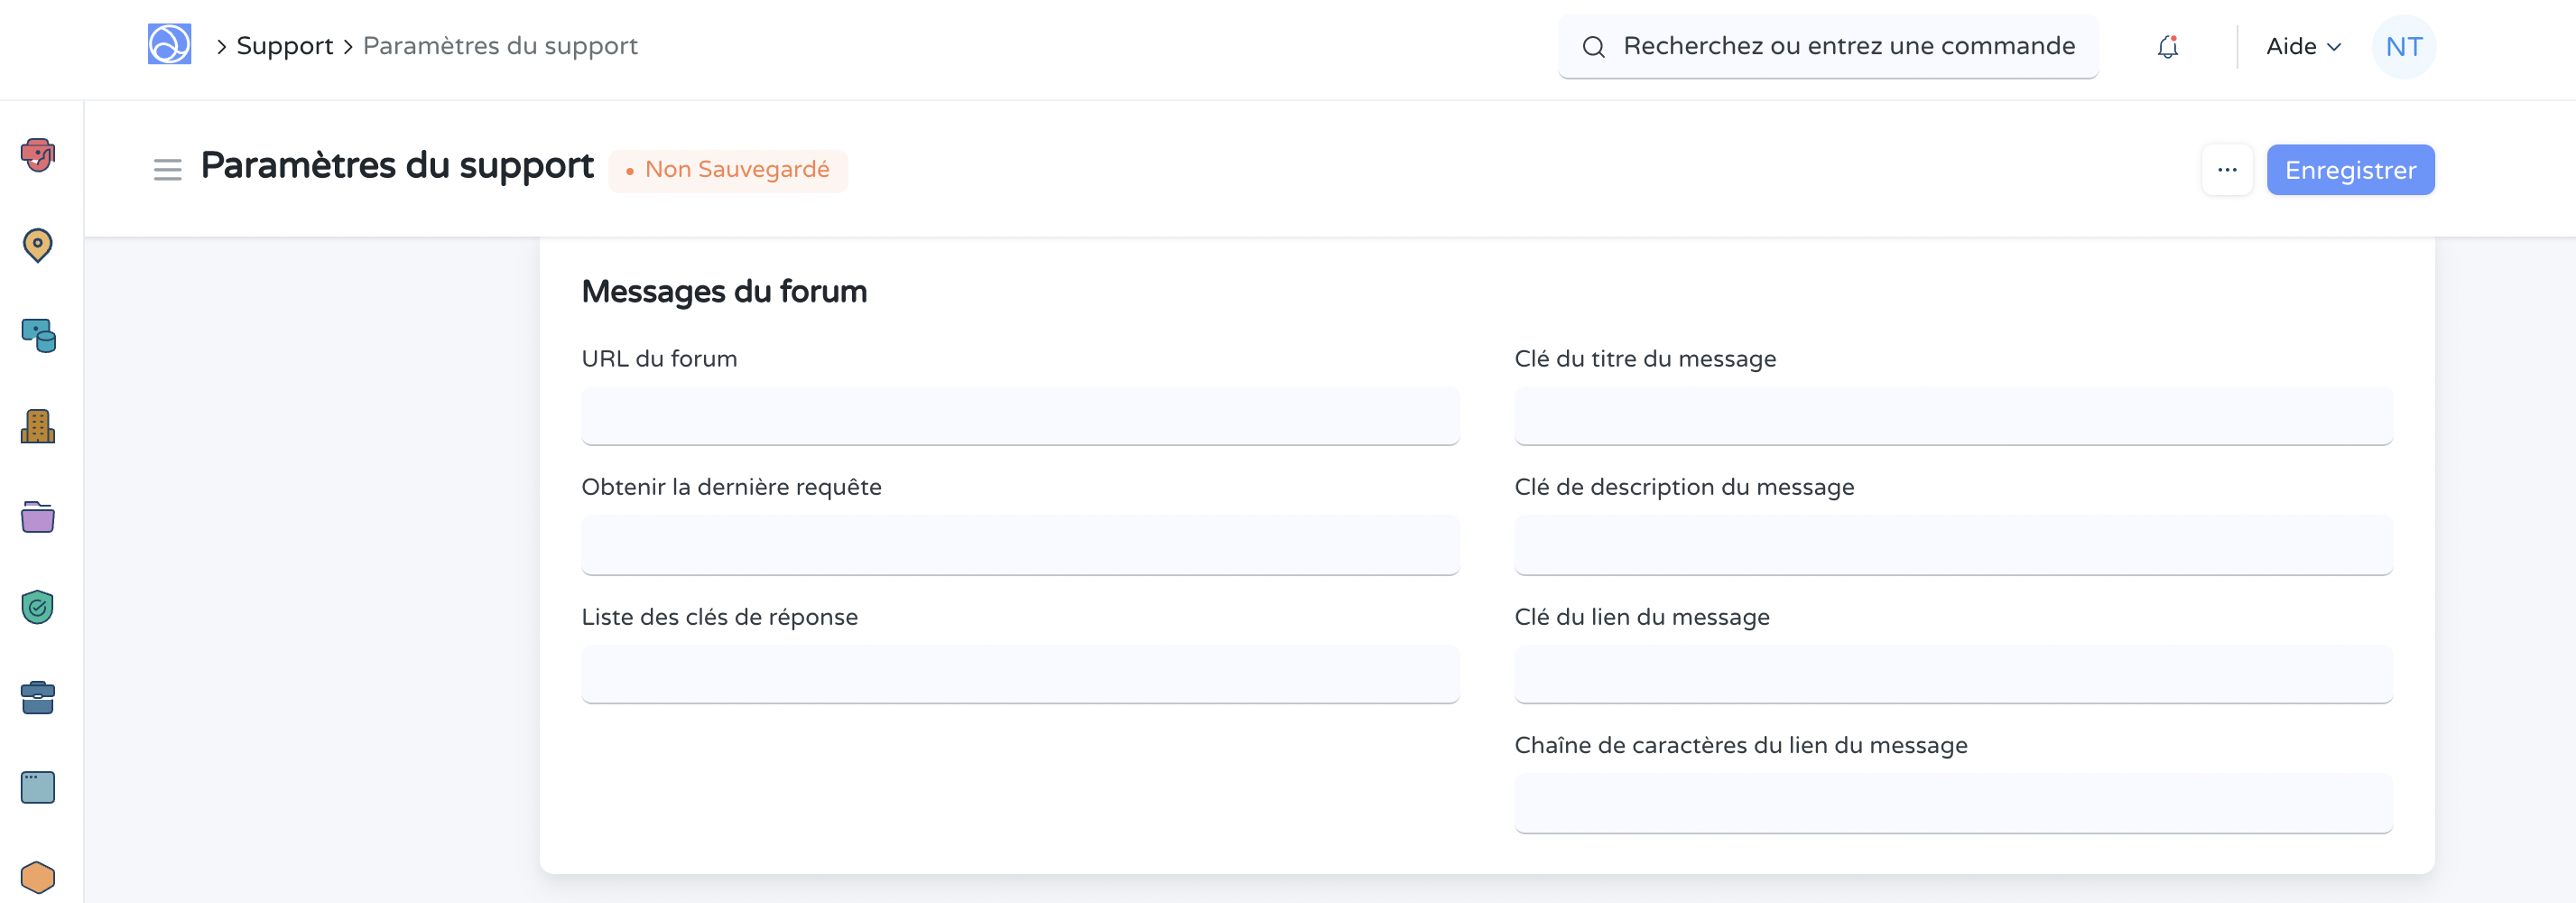 Support
Paramètres du support
Recherchez ou entrez une commande
Aide
NT
Paramètres du support
Non Sauvegardé
...
Enregistrer
Messages du forum
URL du forum
Clé du titre du message
Obtenir la dernière requête
Clé de description du message
Liste des clés de réponse
Clé du lien du message
Chaîne de caractères du lien du message